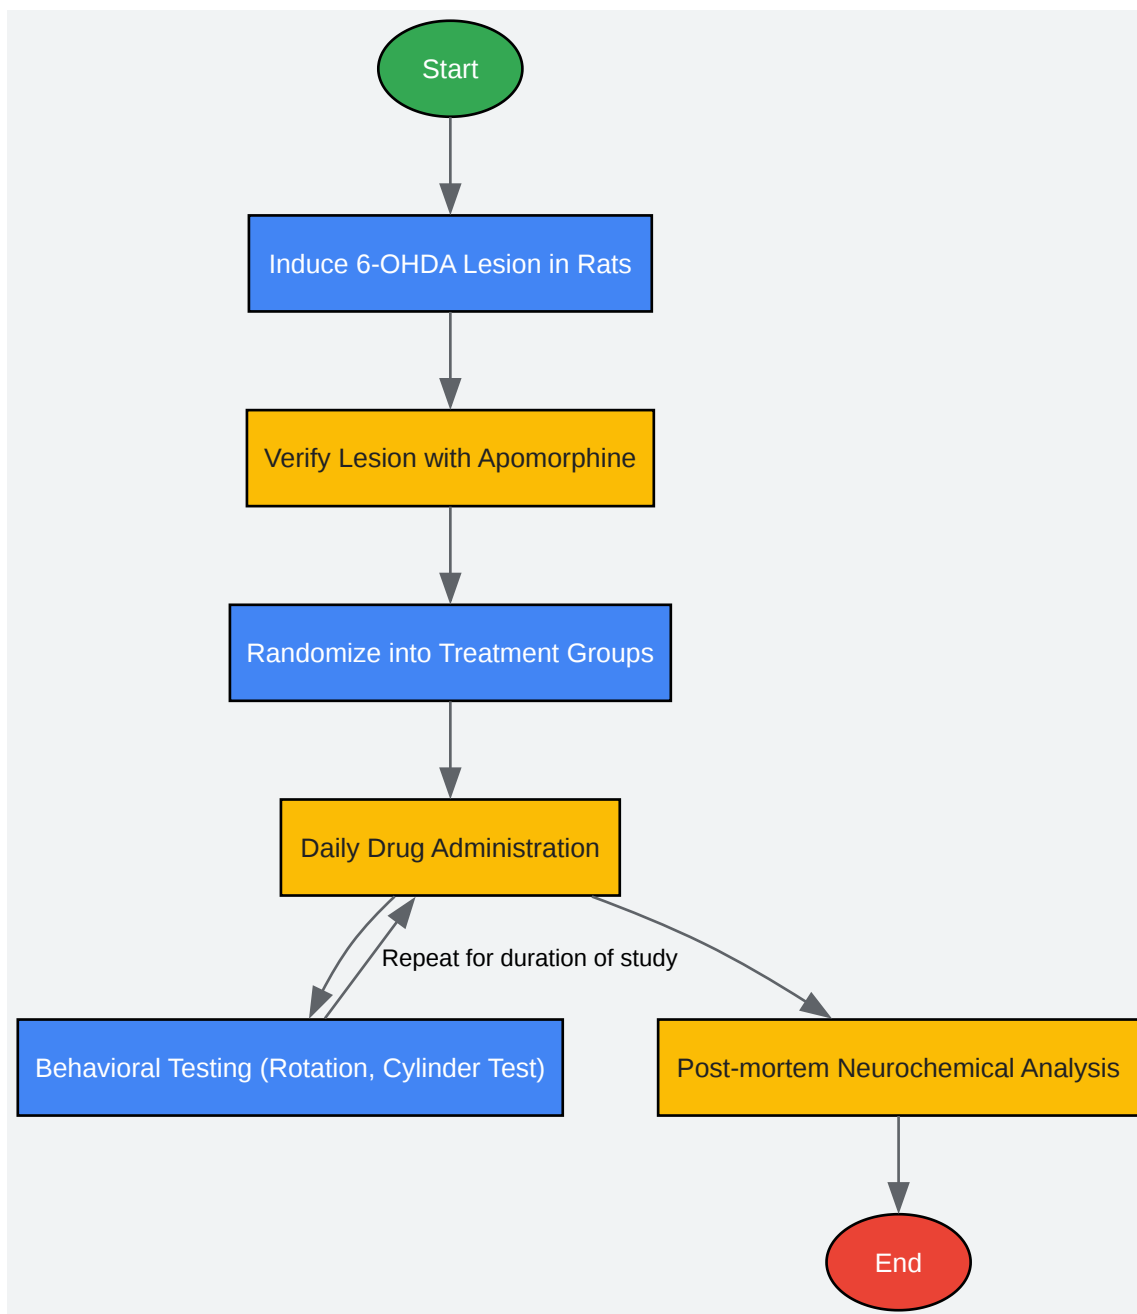 Start
Induce 6-OHDA Lesion in Rats
Verify Lesion with Apomorphine
Randomize into Treatment Groups
Daily Drug Administration
Repeat for duration of study
Behavioral Testing (Rotation, Cylinder Test)
Post-mortem Neurochemical Analysis
End